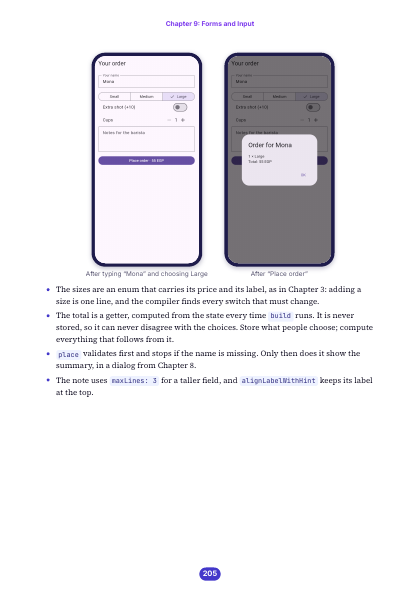 Chapter 9: Forms and Input
Your order
Your name
Mona
Small Medium ✓ Large
Extra shot (+10)
Cups − 1 +
Notes for the barista
Place order · 55 EGP
Your order
Your name
Mona
Small Medium ✓ Large
Extra shot (+10)
Cups − 1 +
Notes for the barista
Order for Mona
1 × Large
Total: 55 EGP
After typing “Mona” and choosing Large
After “Place order”
• The sizes are an enum that carries its price and its label, as in Chapter 3: adding a
size is one line, and the compiler finds every switch that must change.
• The total is a getter, computed from the state every time build runs. It is never
stored, so it can never disagree with the choices. Store what people choose; compute
everything that follows from it.
• place validates first and stops if the name is missing. Only then does it show the
summary, in a dialog from Chapter 8.
• The note uses maxLines: 3 for a taller field, and alignLabelWithHint keeps its label
at the top.
205